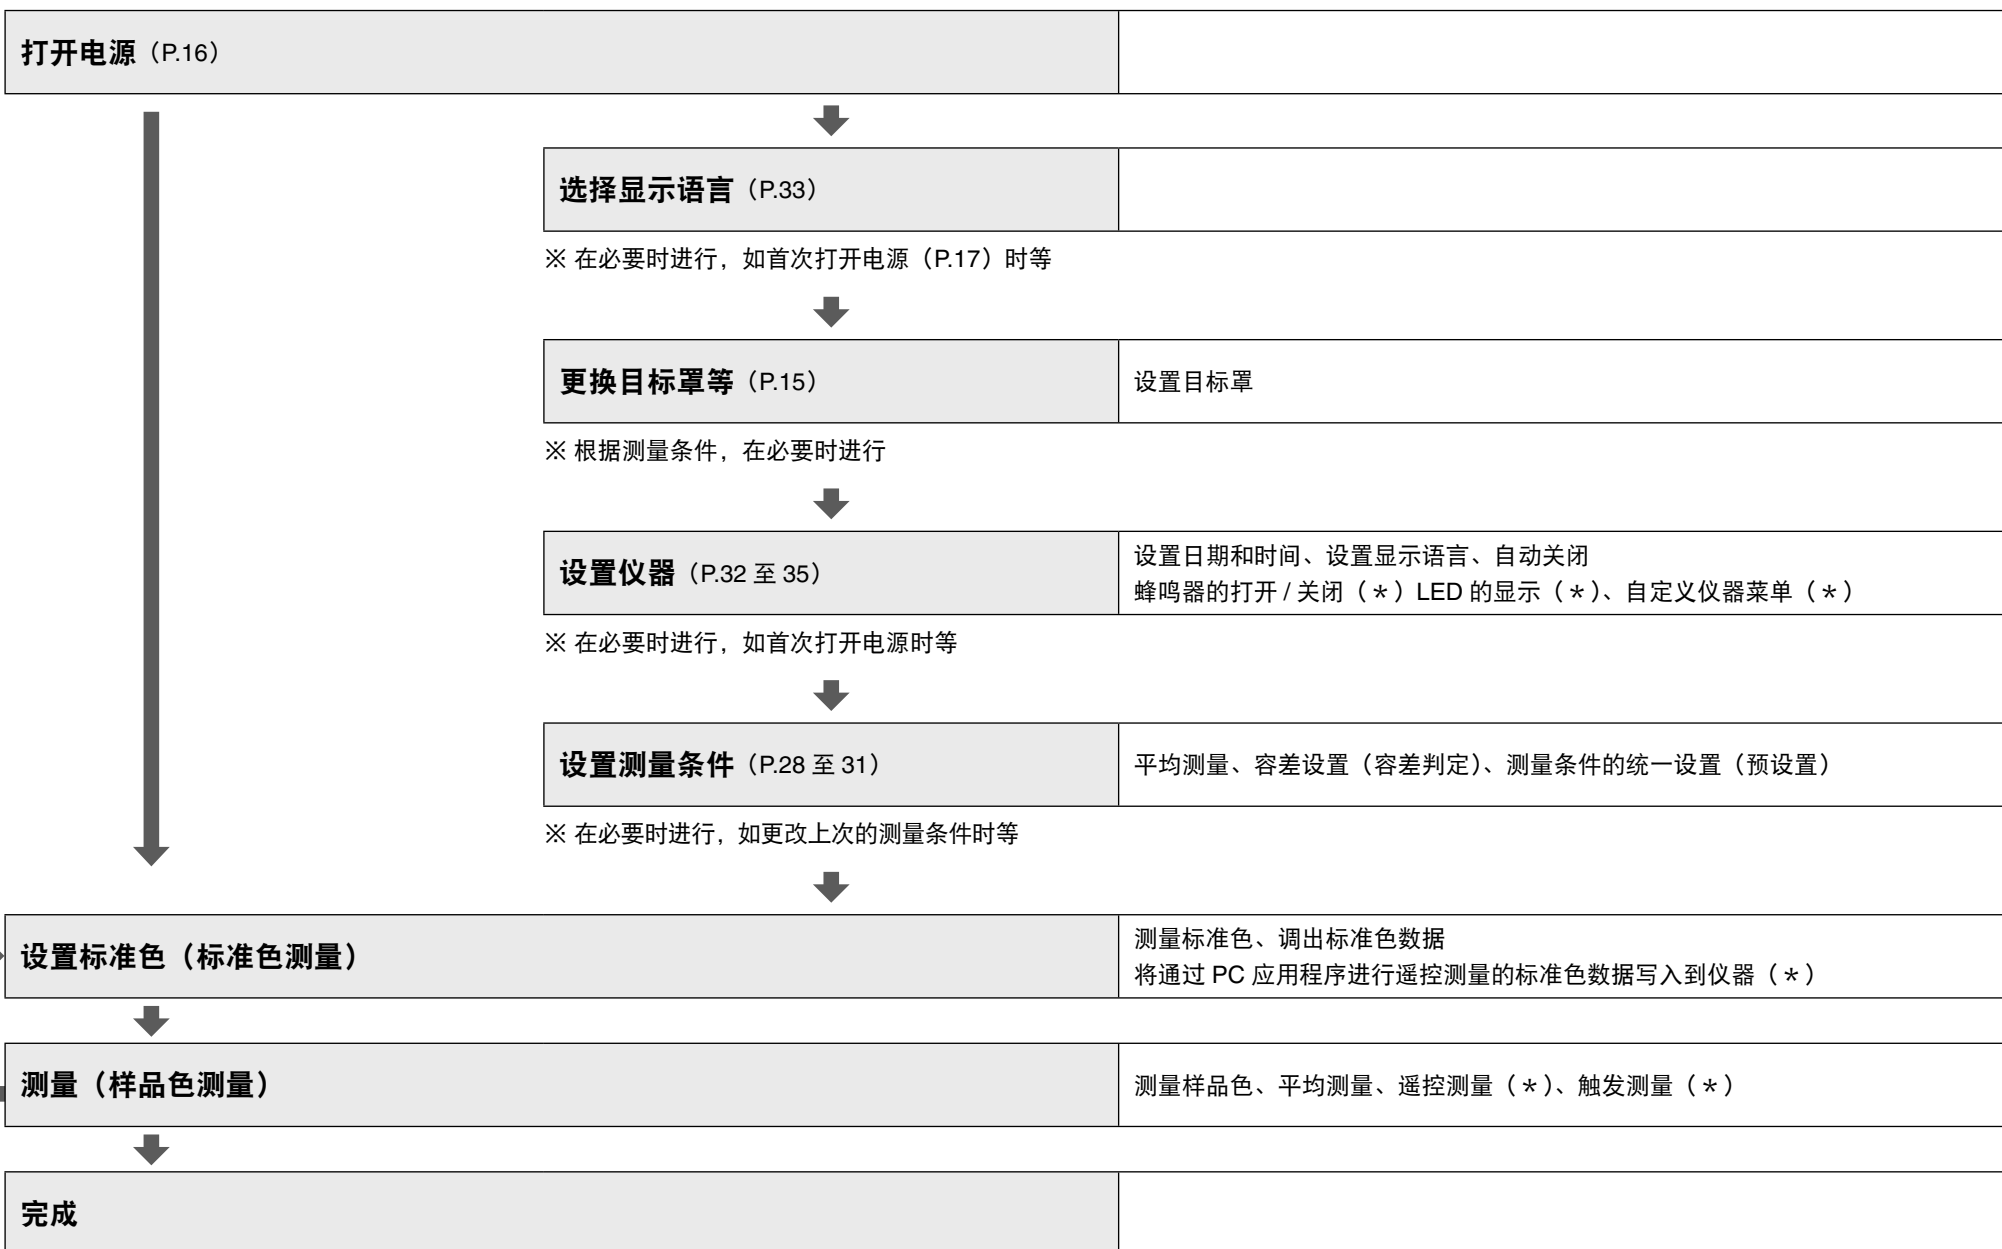 打开电源（P.16）
选择显示语言（P.33）
※ 在必要时进行，如首次打开电源（P.17）时等
更换目标罩等（P.15）
设置目标罩
※ 根据测量条件，在必要时进行
设置仪器（P.32 至 35）
设置日期和时间、设置显示语言、自动关闭
蜂鸣器的打开 / 关闭（＊）LED 的显示（＊）、自定义仪器菜单（＊）
※ 在必要时进行，如首次打开电源时等
设置测量条件（P.28 至 31）
平均测量、容差设置（容差判定）、测量条件的统一设置（预设置）
※ 在必要时进行，如更改上次的测量条件时等
设置标准色（标准色测量）
测量标准色、调出标准色数据
将通过 PC 应用程序进行遥控测量的标准色数据写入到仪器（＊）
测量（样品色测量）
测量样品色、平均测量、遥控测量（＊）、触发测量（＊）
完成